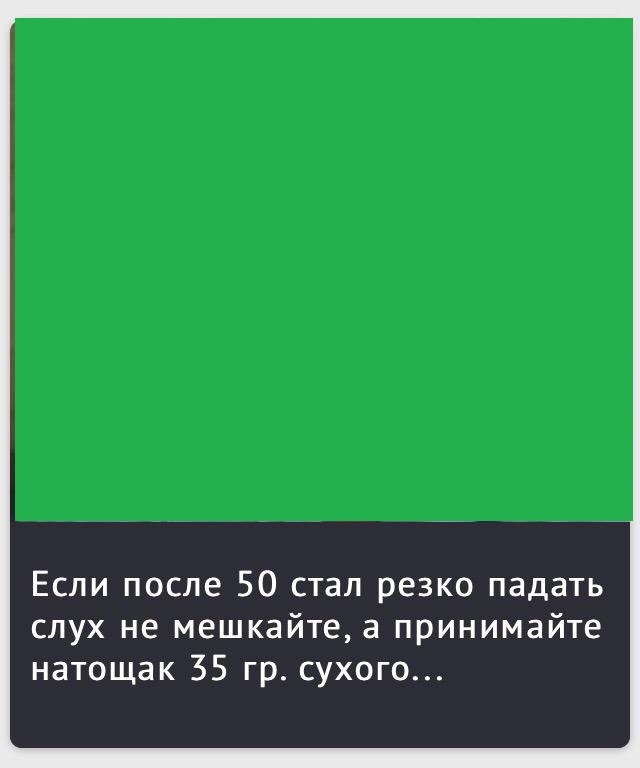 Если после 50 стал резко падать
слух не мешкайте, а принимайте
натощак 35 гр. сухого...